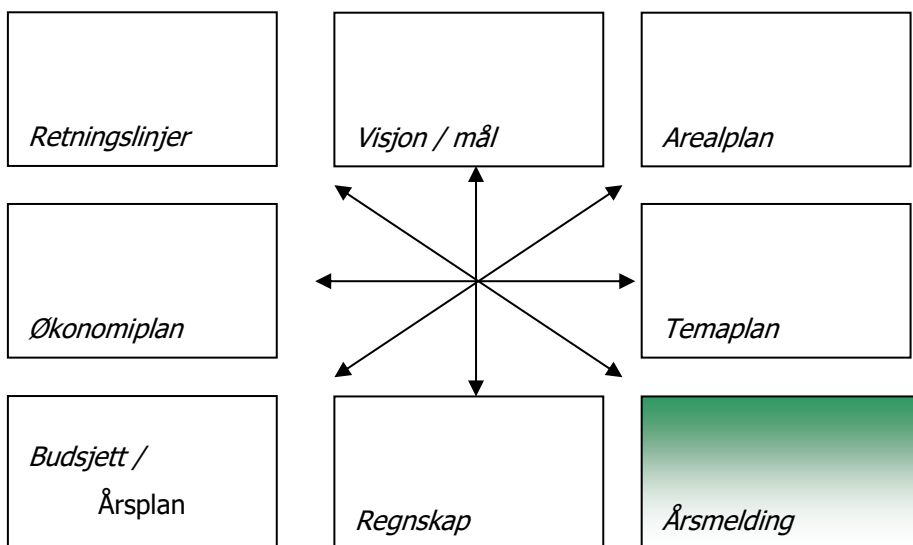 Retningslinjer
Visjon / mål
Arealplan
Økonomiplan
Temaplan
Budsjett /
Årsplan
Regnskap
Årsmelding